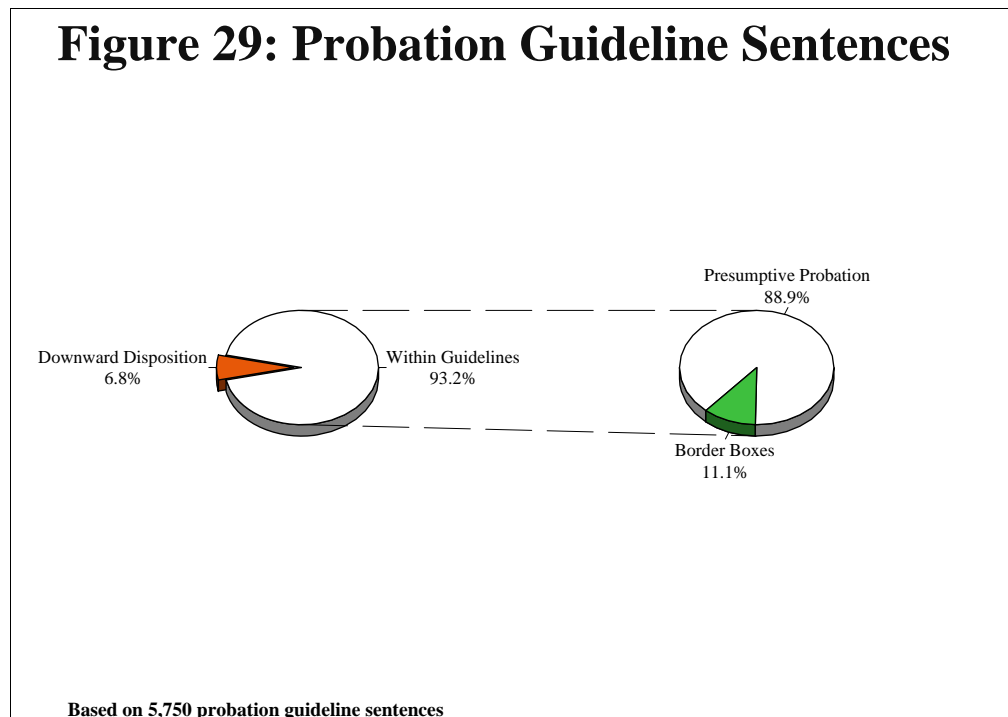 Figure 29: Probation Guideline Sentences
Downward Disposition
6.8%
Within Guidelines
93.2%
Presumptive Probation
88.9%
Border Boxes
11.1%
Based on 5,750 probation guideline sentences